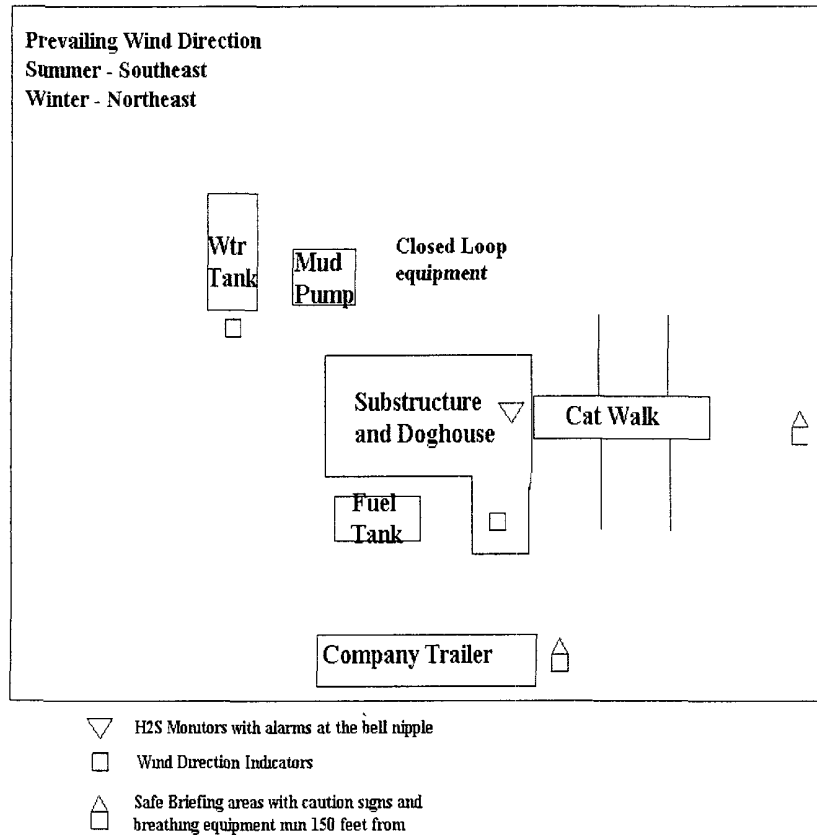 Prevailing Wind Direction
Summer - Southeast
Winter - Northeast
Wtr
Tank
Mud
Pump
Closed Loop
equipment
Substructure
and Doghouse
Cat Walk
Fuel
Tank
Company Trailer
H2S Monitors with alarms at the bell nipple
Wind Direction Indicators
Safe Briefing areas with caution signs and
breathing equipment min 150 feet from